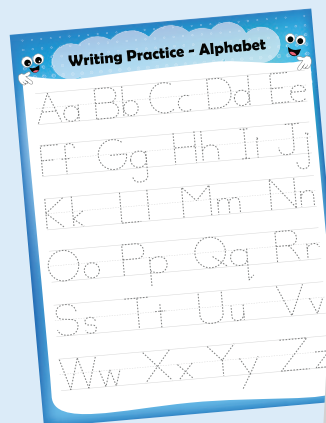 Writing Practice - Alphabet
Aa Bb Cc Dd Ee
Ff Gg Hh Ii Jj
Kk Ll Mm Nn
Oo Pp Qq Rr
Ss Tt Uu Vv
Ww Xx Yy Zz